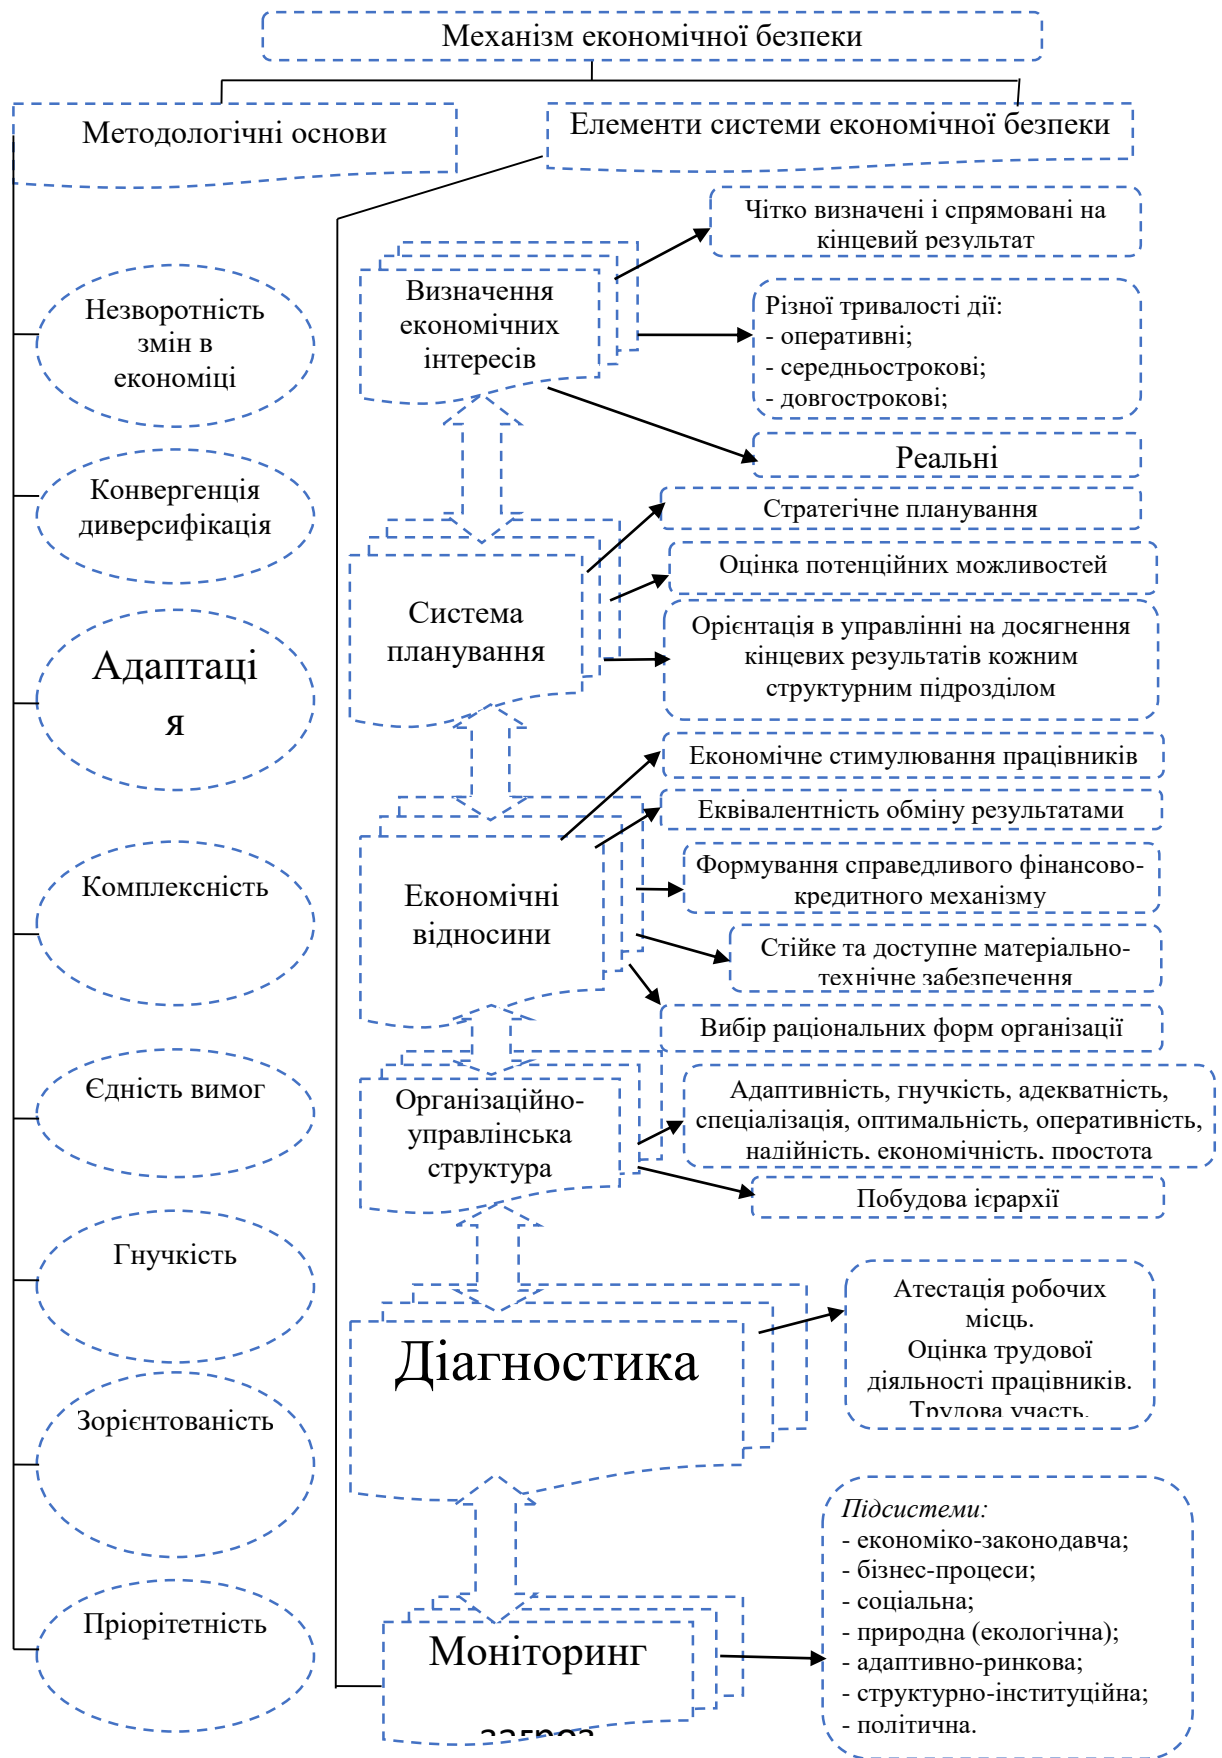 Механізм економічної безпеки
Методологічні основи
Елементи системи економічної безпеки
Незворотність
змін в
економіці
Конвергенція
диверсифікація
Адаптаці
я
Комплексність
Єдність вимог
Гнучкість
Зорієнтованість
Пріорітетність
Визначення
економічних
інтересів
Чітко визначені і спрямовані на
кінцевий результат
Різної тривалості дії:
- оперативні;
- середньострокові;
- довгострокові;
Реальні
Система
планування
Стратегічне планування
Оцінка потенційних можливостей
Орієнтація в управлінні на досягнення
кінцевих результатів кожним
структурним підрозділом
Економічні
відносини
Економічне стимулювання працівників
Еквівалентність обміну результатами
Формування справедливого фінансово-
кредитного механізму
Стійке та доступне матеріально-
технічне забезпечення
Вибір раціональних форм організації
Організаційно-
управлінська
структура
Адаптивність, гнучкість, адекватність,
спеціалізація, оптимальність, оперативність,
надійність, економічність, простота
Побудова ієрархії
Діагностика
Атестація робочих
місць.
Оцінка трудової
діяльності працівників.
Трудова участь.
Моніторинг
загроз
Підсистеми:
- економіко-законодавча;
- бізнес-процеси;
- соціальна;
- природна (екологічна);
- адаптивно-ринкова;
- структурно-інституційна;
- політична.